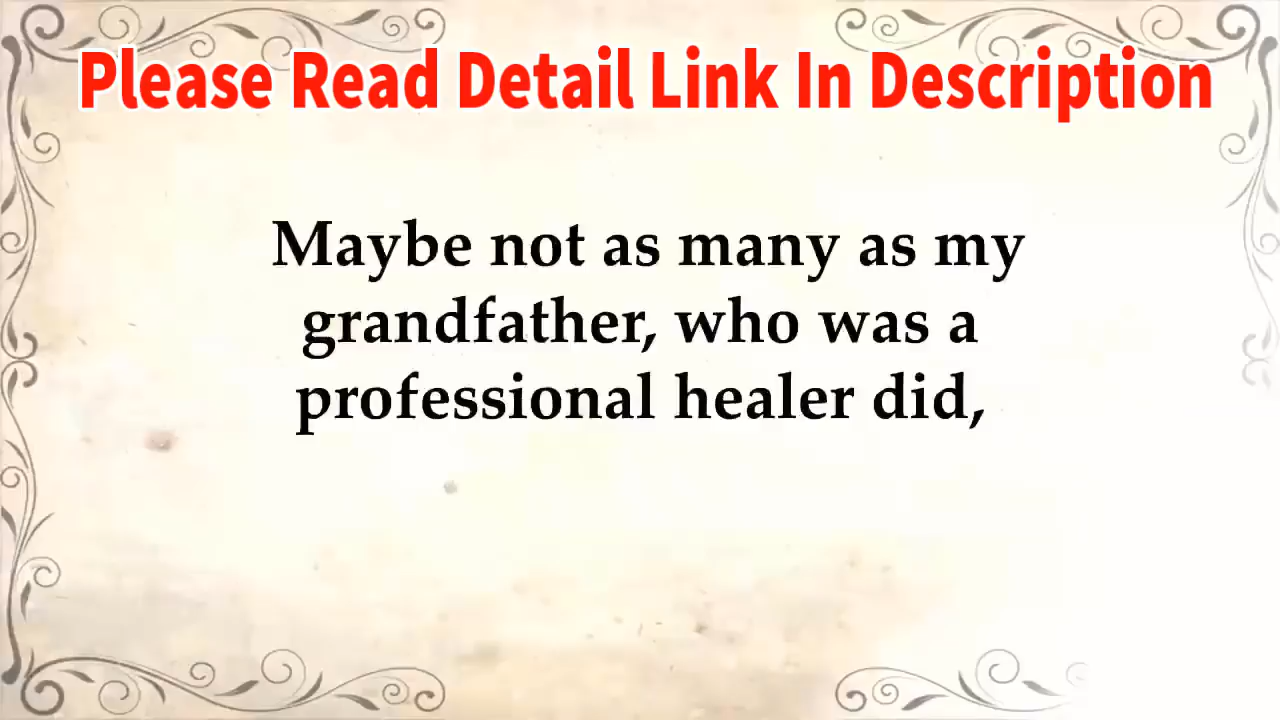 Please Read Detail Link In Description
Maybe not as many as my
grandfather, who was a
professional healer did,